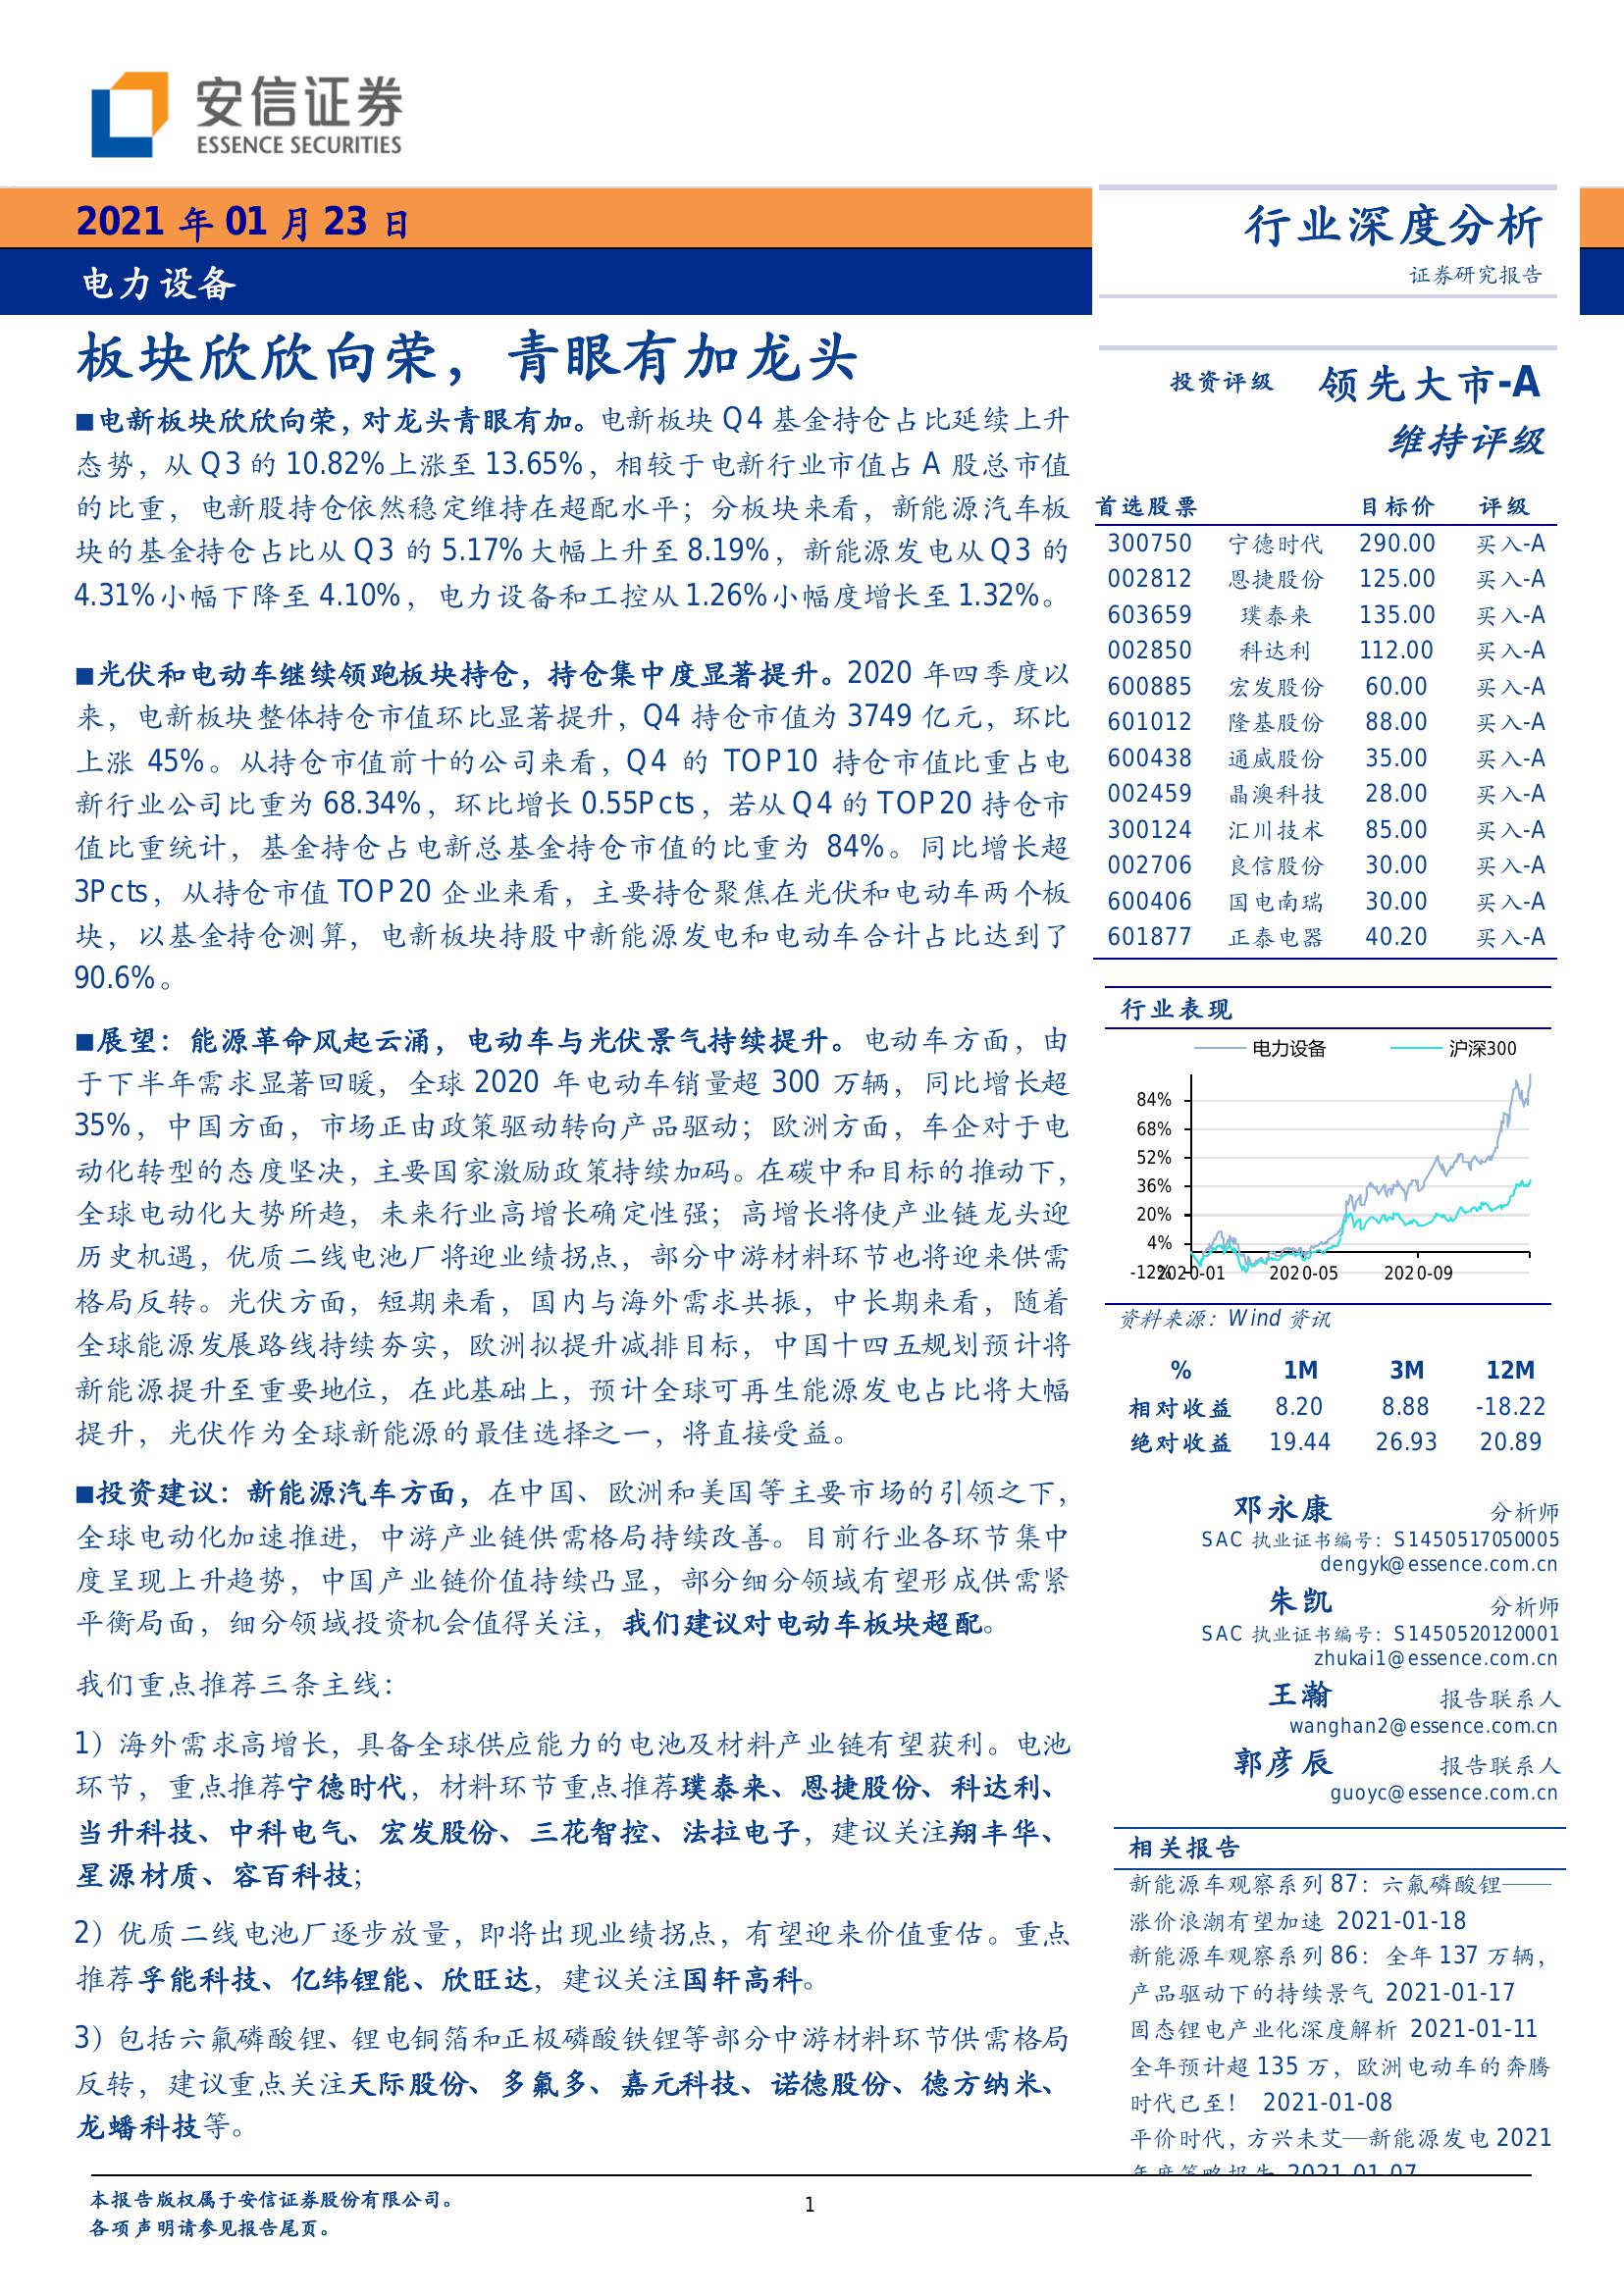 安信证券
ESSENCE SECURITIES
2021 年 01 月 23 日
电力设备
行业深度分析
证券研究报告
板块欣欣向荣，青眼有加龙头
■电新板块欣欣向荣，对龙头青眼有加。电新板块 Q4 基金持仓占比延续上升
态势，从 Q3 的 10.82%上涨至 13.65%，相较于电新行业市值占 A 股总市值
的比重，电新股持仓依然稳定维持在超配水平；分板块来看，新能源汽车板
块的基金持仓占比从 Q3 的 5.17%大幅上升至 8.19%，新能源发电从 Q3 的
4.31%小幅下降至 4.10%，电力设备和工控从 1.26%小幅度增长至 1.32%。
■光伏和电动车继续领跑板块持仓，持仓集中度显著提升。2020 年四季度以
来，电新板块整体持仓市值环比显著提升，Q4 持仓市值为 3749 亿元，环比
上涨 45%。从持仓市值前十的公司来看，Q4 的 TOP10 持仓市值比重占电
新行业公司比重为 68.34%，环比增长 0.55Pcts，若从 Q4 的 TOP20 持仓市
值比重统计，基金持仓占电新总基金持仓市值的比重为 84%。同比增长超
3Pcts，从持仓市值 TOP20 企业来看，主要持仓聚焦在光伏和电动车两个板
块，以基金持仓测算，电新板块持股中新能源发电和电动车合计占比达到了
90.6%。
■展望：能源革命风起云涌，电动车与光伏景气持续提升。电动车方面，由
于下半年需求显著回暖，全球 2020 年电动车销量超 300 万辆，同比增长超
35%，中国方面，市场正由政策驱动转向产品驱动；欧洲方面，车企对于电
动化转型的态度坚决，主要国家激励政策持续加码。在碳中和目标的推动下，
全球电动化大势所趋，未来行业高增长确定性强；高增长将使产业链龙头迎
历史机遇，优质二线电池厂将迎业绩拐点，部分中游材料环节也将迎来供需
格局反转。光伏方面，短期来看，国内与海外需求共振，中长期来看，随着
全球能源发展路线持续夯实，欧洲拟提升减排目标，中国十四五规划预计将
新能源提升至重要地位，在此基础上，预计全球可再生能源发电占比将大幅
提升，光伏作为全球新能源的最佳选择之一，将直接受益。
■投资建议：新能源汽车方面，在中国、欧洲和美国等主要市场的引领之下，
全球电动化加速推进，中游产业链供需格局持续改善。目前行业各环节集中
度呈现上升趋势，中国产业链价值持续凸显，部分细分领域有望形成供需紧
平衡局面，细分领域投资机会值得关注，我们建议对电动车板块超配。
我们重点推荐三条主线：
1）海外需求高增长，具备全球供应能力的电池及材料产业链有望获利。电池
环节，重点推荐宁德时代，材料环节重点推荐璞泰来、恩捷股份、科达利、
当升科技、中科电气、宏发股份、三花智控、法拉电子，建议关注翔丰华、
星源材质、容百科技；
2）优质二线电池厂逐步放量，即将出现业绩拐点，有望迎来价值重估。重点
推荐孚能科技、亿纬锂能、欣旺达，建议关注国轩高科。
3）包括六氟磷酸锂、锂电铜箔和正极磷酸铁锂等部分中游材料环节供需格局
反转，建议重点关注天际股份、多氟多、嘉元科技、诺德股份、德方纳米、
龙蟠科技等。
投资评级 领先大市-A
维持评级
首选股票 目标价 评级
300750 宁德时代 290.00 买入-A
002812 恩捷股份 125.00 买入-A
603659 璞泰来 135.00 买入-A
002850 科达利 112.00 买入-A
600885 宏发股份 60.00 买入-A
601012 隆基股份 88.00 买入-A
600438 通威股份 35.00 买入-A
002459 晶澳科技 28.00 买入-A
300124 汇川技术 85.00 买入-A
002706 良信股份 30.00 买入-A
600406 国电南瑞 30.00 买入-A
601877 正泰电器 40.20 买入-A
行业表现
电力设备 沪深300
84%
68%
52%
36%
20%
4%
-12%
2020-01 2020-05 2020-09
资料来源：Wind 资讯
% 1M 3M 12M
相对收益 8.20 8.88 -18.22
绝对收益 19.44 26.93 20.89
邓永康 分析师
SAC 执业证书编号：S1450517050005
dengyk@essence.com.cn
朱凯 分析师
SAC 执业证书编号：S1450520120001
zhukai1@essence.com.cn
王瀚 报告联系人
wanghan2@essence.com.cn
郭彦辰 报告联系人
guoyc@essence.com.cn
相关报告
新能源车观察系列 87：六氟磷酸锂——
涨价浪潮有望加速 2021-01-18
新能源车观察系列 86：全年 137 万辆，
产品驱动下的持续景气 2021-01-17
固态锂电产业化深度解析 2021-01-11
全年预计超 135 万，欧洲电动车的奔腾
时代已至！ 2021-01-08
平价时代，方兴未艾—新能源发电 2021
年度策略报告 2021-01-07
本报告版权属于安信证券股份有限公司。
各项声明请参见报告尾页。
1